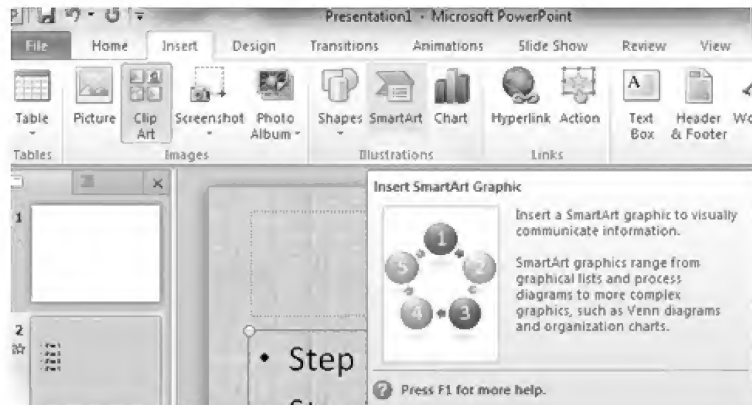 Presentation1 - Microsoft PowerPoint
File Home Insert Design Transitions Animations Slide Show Review View
Table Picture Clip Art Screenshot Photo Album Shapes SmartArt Chart Hyperlink Action Text Box Header & Footer
Tables Images Illustrations Links
Insert SmartArt Graphic
Insert a SmartArt graphic to visually
communicate information.
SmartArt graphics range from
graphical lists and process
diagrams to more complex
graphics, such as Venn diagrams
and organization charts.
1
5 2
4 3
Press F1 for more help.
1
2
• Step